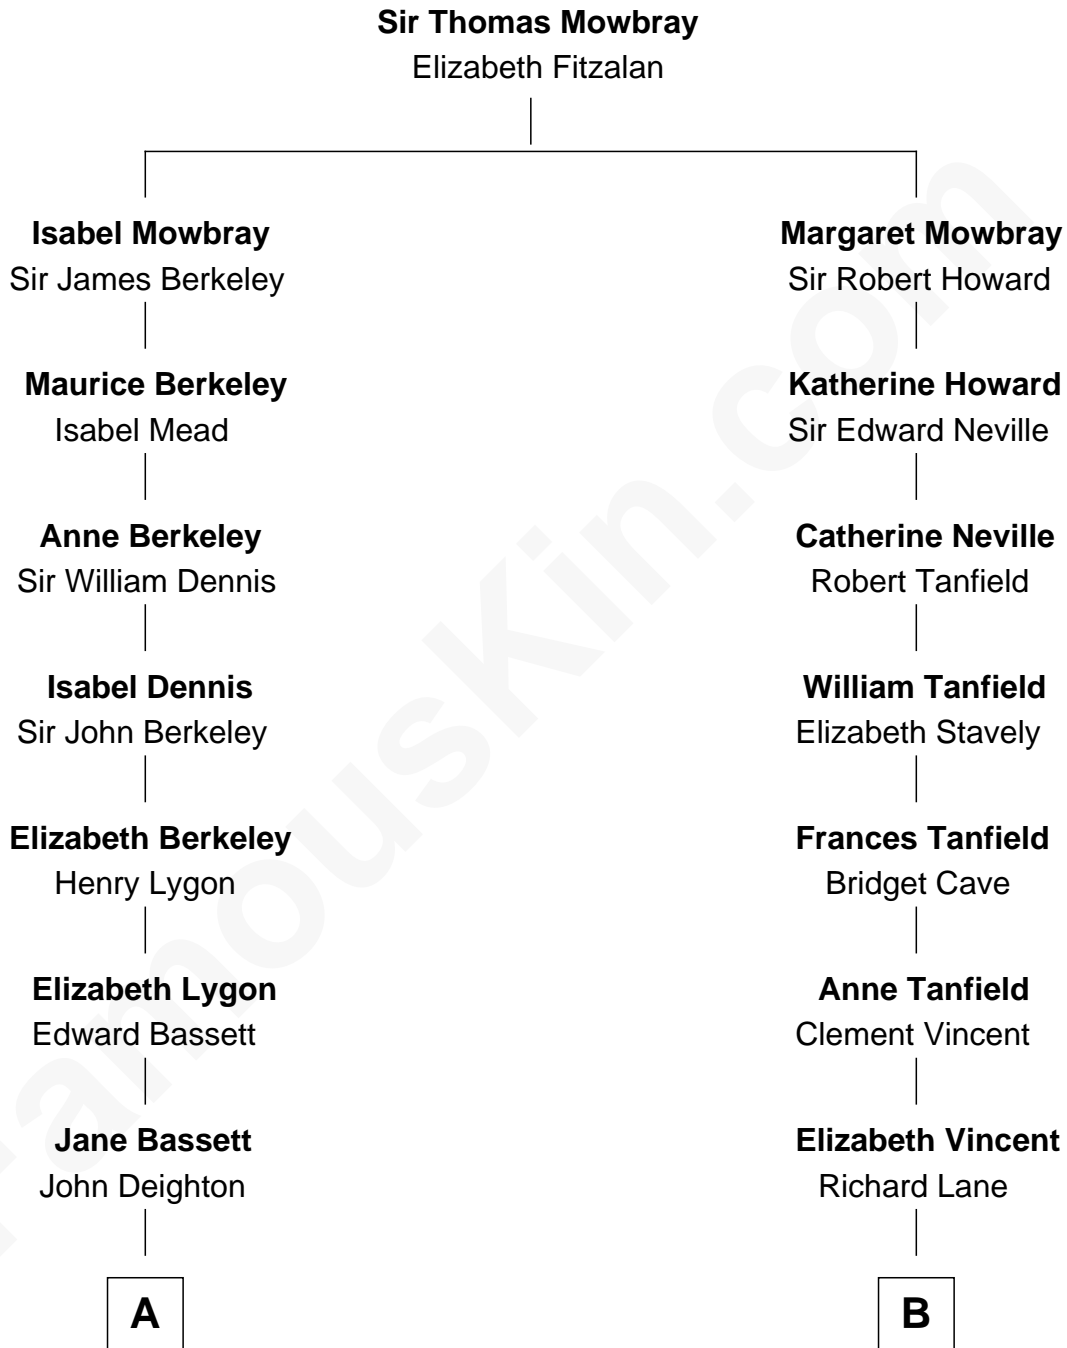 Sir Thomas Mowbray
Elizabeth Fitzalan
Isabel Mowbray
Sir James Berkeley
Maurice Berkeley
Isabel Mead
Anne Berkeley
Sir William Dennis
Isabel Dennis
Sir John Berkeley
Elizabeth Berkeley
Henry Lygon
Elizabeth Lygon
Edward Bassett
Jane Bassett
John Deighton
A
Margaret Mowbray
Sir Robert Howard
Katherine Howard
Sir Edward Neville
Catherine Neville
Robert Tanfield
William Tanfield
Elizabeth Stavely
Frances Tanfield
Bridget Cave
Anne Tanfield
Clement Vincent
Elizabeth Vincent
Richard Lane
B
FamousKin.com